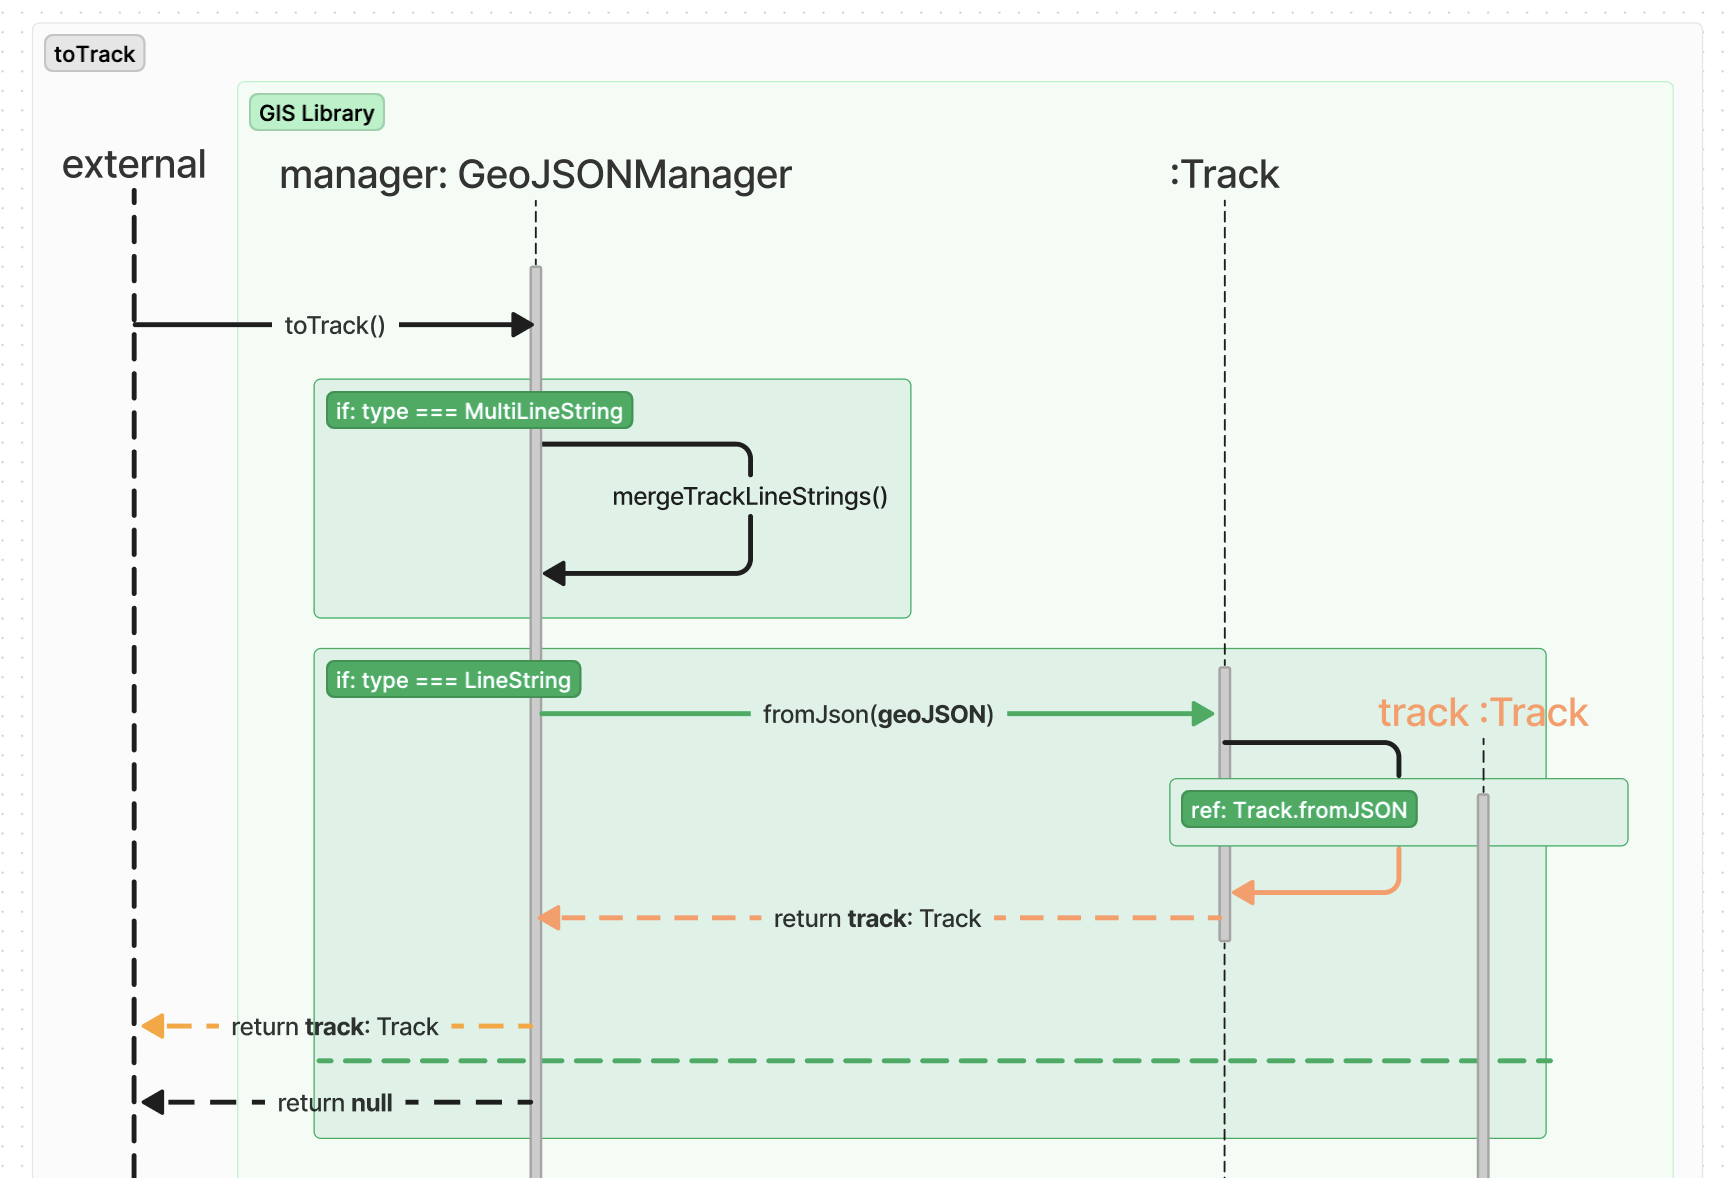 toTrack
GIS Library
external
manager: GeoJSONManager
:Track
toTrack()
if: type === MultiLineString
mergeTrackLineStrings()
if: type === LineString
fromJson(geoJSON)
track :Track
ref: Track.fromJSON
return track: Track
return track: Track
return null